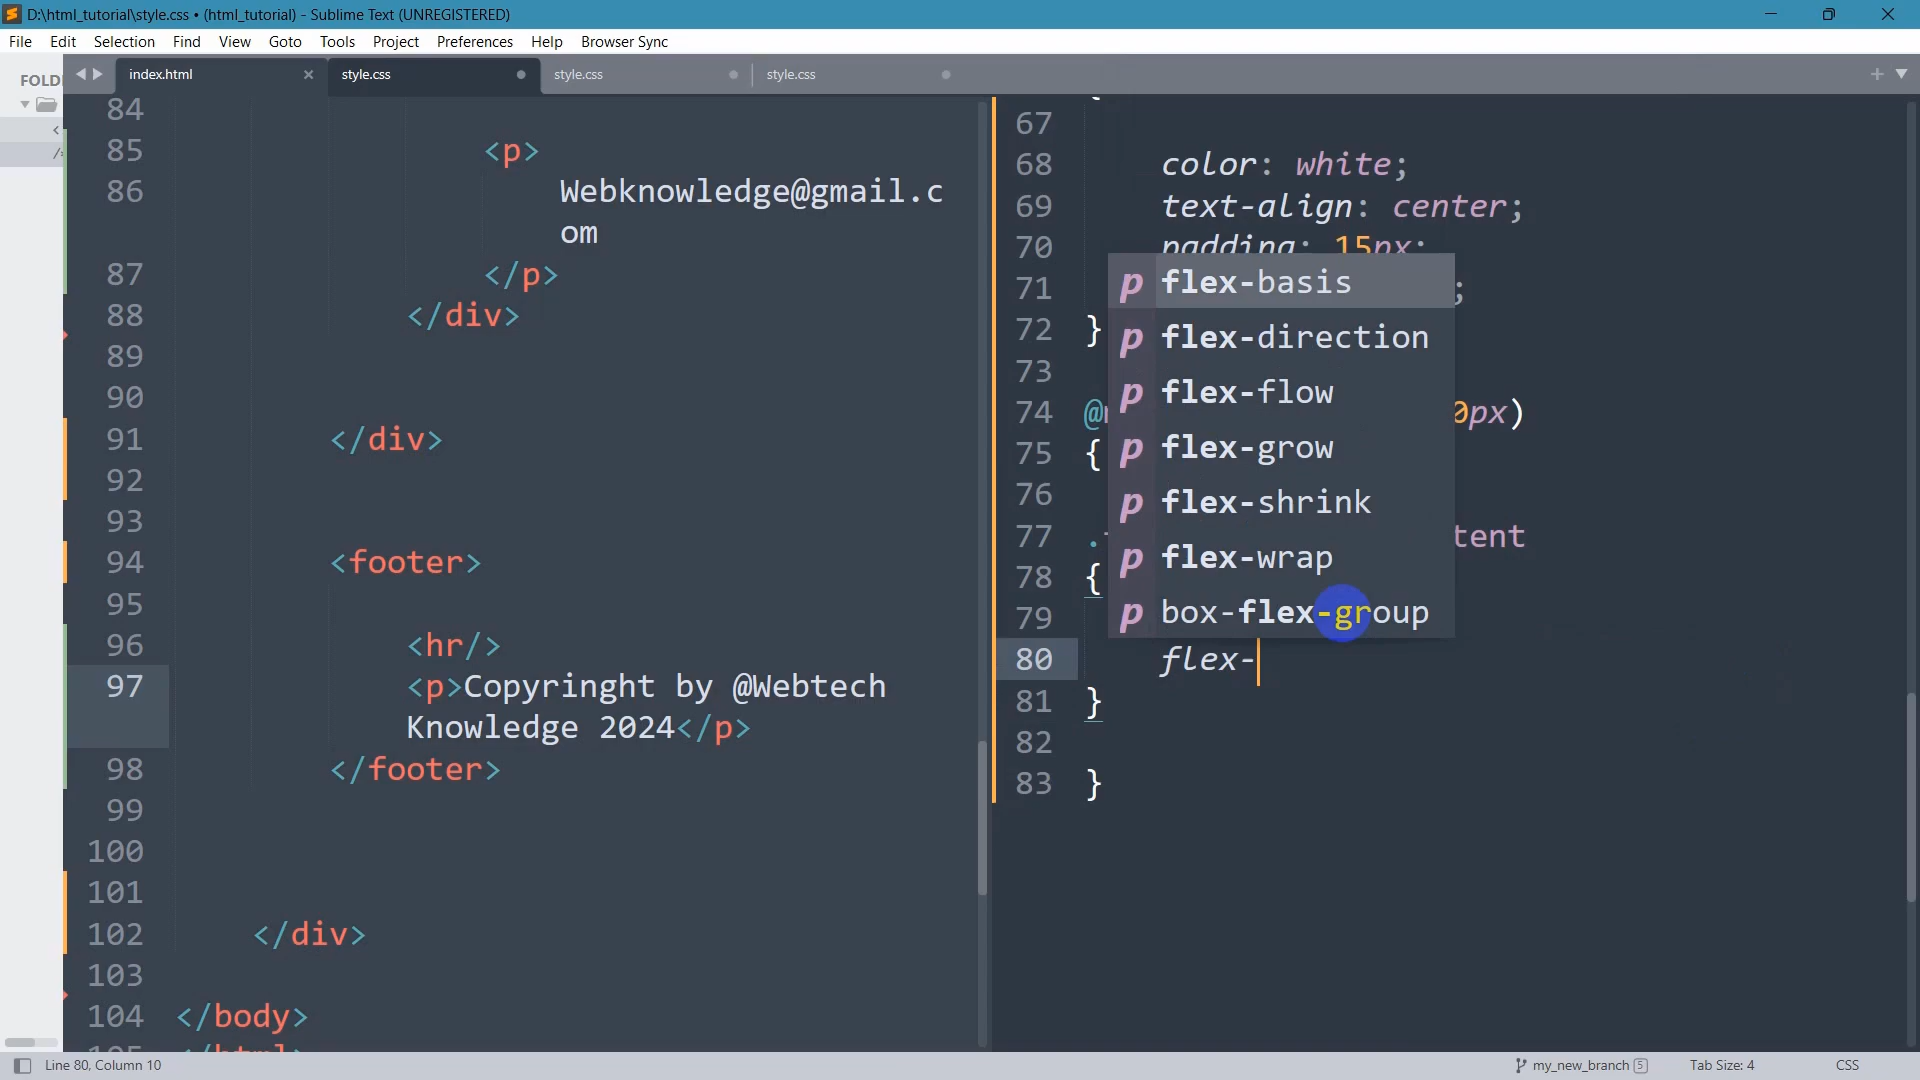 D:\html_tutorial\style.css • (html_tutorial) - Sublime Text (UNREGISTERED)
File Edit Selection Find View Goto Tools Project Preferences Help Browser Sync
FOLD
index.html
style.css
style.css
style.css
84
85 <p>
86 Webknowledge@gmail.c
om
87 </p>
88 </div>
89
90
91 </div>
92
93
94 <footer>
95
96 <hr/>
97 <p>Copyringht by @Webtech
Knowledge 2024</p>
98 </footer>
99
100
101
102 </div>
103
104 </body>
67
68 color: white;
69 text-align: center;
70 padding: 15px;
71 ;
72 }
73
74 @ 0px)
75 {
76
77 . tent
78 {
79
80 flex-
81 }
82
83 }
p flex-basis
p flex-direction
p flex-flow
p flex-grow
p flex-shrink
p flex-wrap
p box-flex-group
Line 80, Column 10
my_new_branch 5
Tab Size: 4
CSS